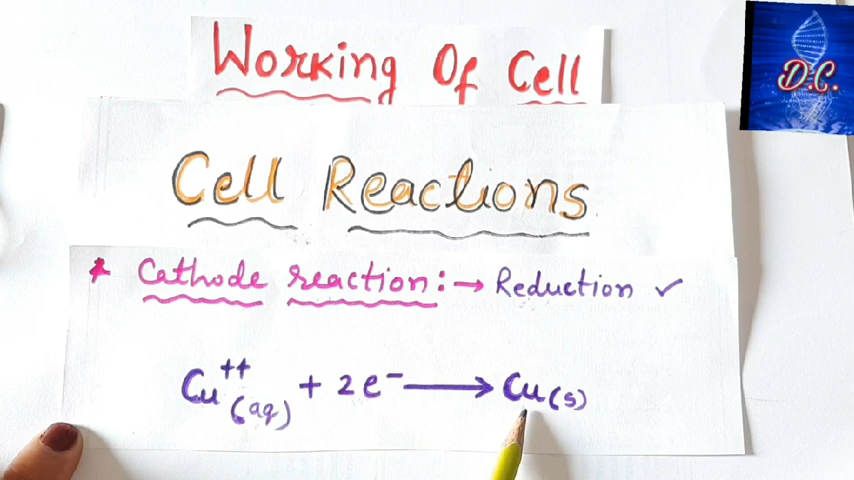 Working Of Cell
D.C.
Cell Reactions
* Cathode reaction:→ Reduction ✓
Cu⁺⁺(aq) + 2e⁻ ⟶ Cu(s)